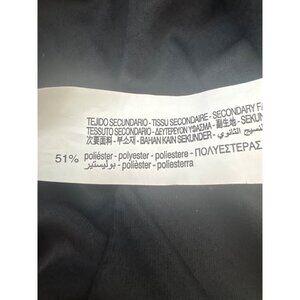 TEJIDO SECUNDARIO - TISSU SECONDAIRE - SECONDARY FA
TESSUTO SECONDARIO - ΔΕΥΤΕΡΕΥΟΝ ΥΦΑΣΜΑ - 副生地 - SEKUN
次要面料 - 부소재 - BAHAN KAIN SEKUNDER - النسيج الثانوي
51% poliéster - polyester - poliestere - ΠΟΛΥΕΣΤΕΡΑΣ
poliéster - poliesterra - بوليستير